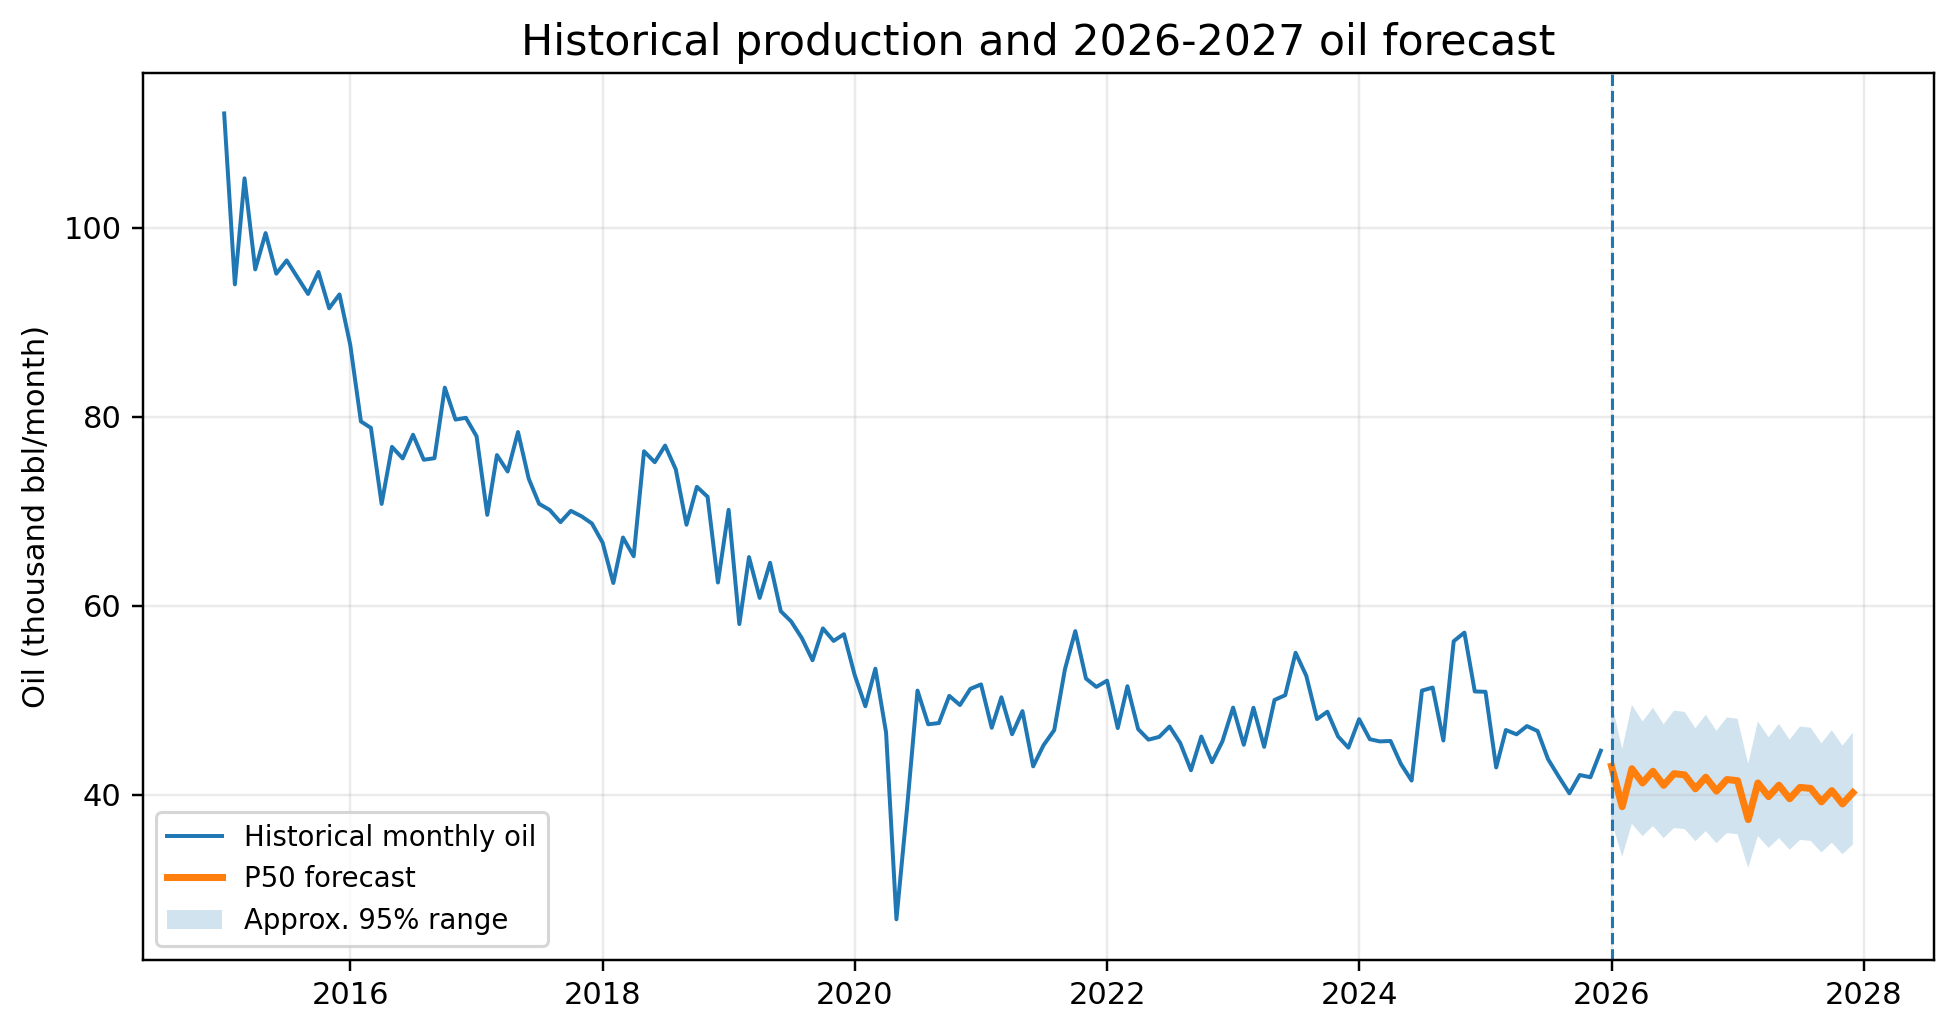 Historical production and 2026-2027 oil forecast
Oil (thousand bbl/month)
100
80
60
40
Historical monthly oil
P50 forecast
Approx. 95% range
2016
2018
2020
2022
2024
2026
2028